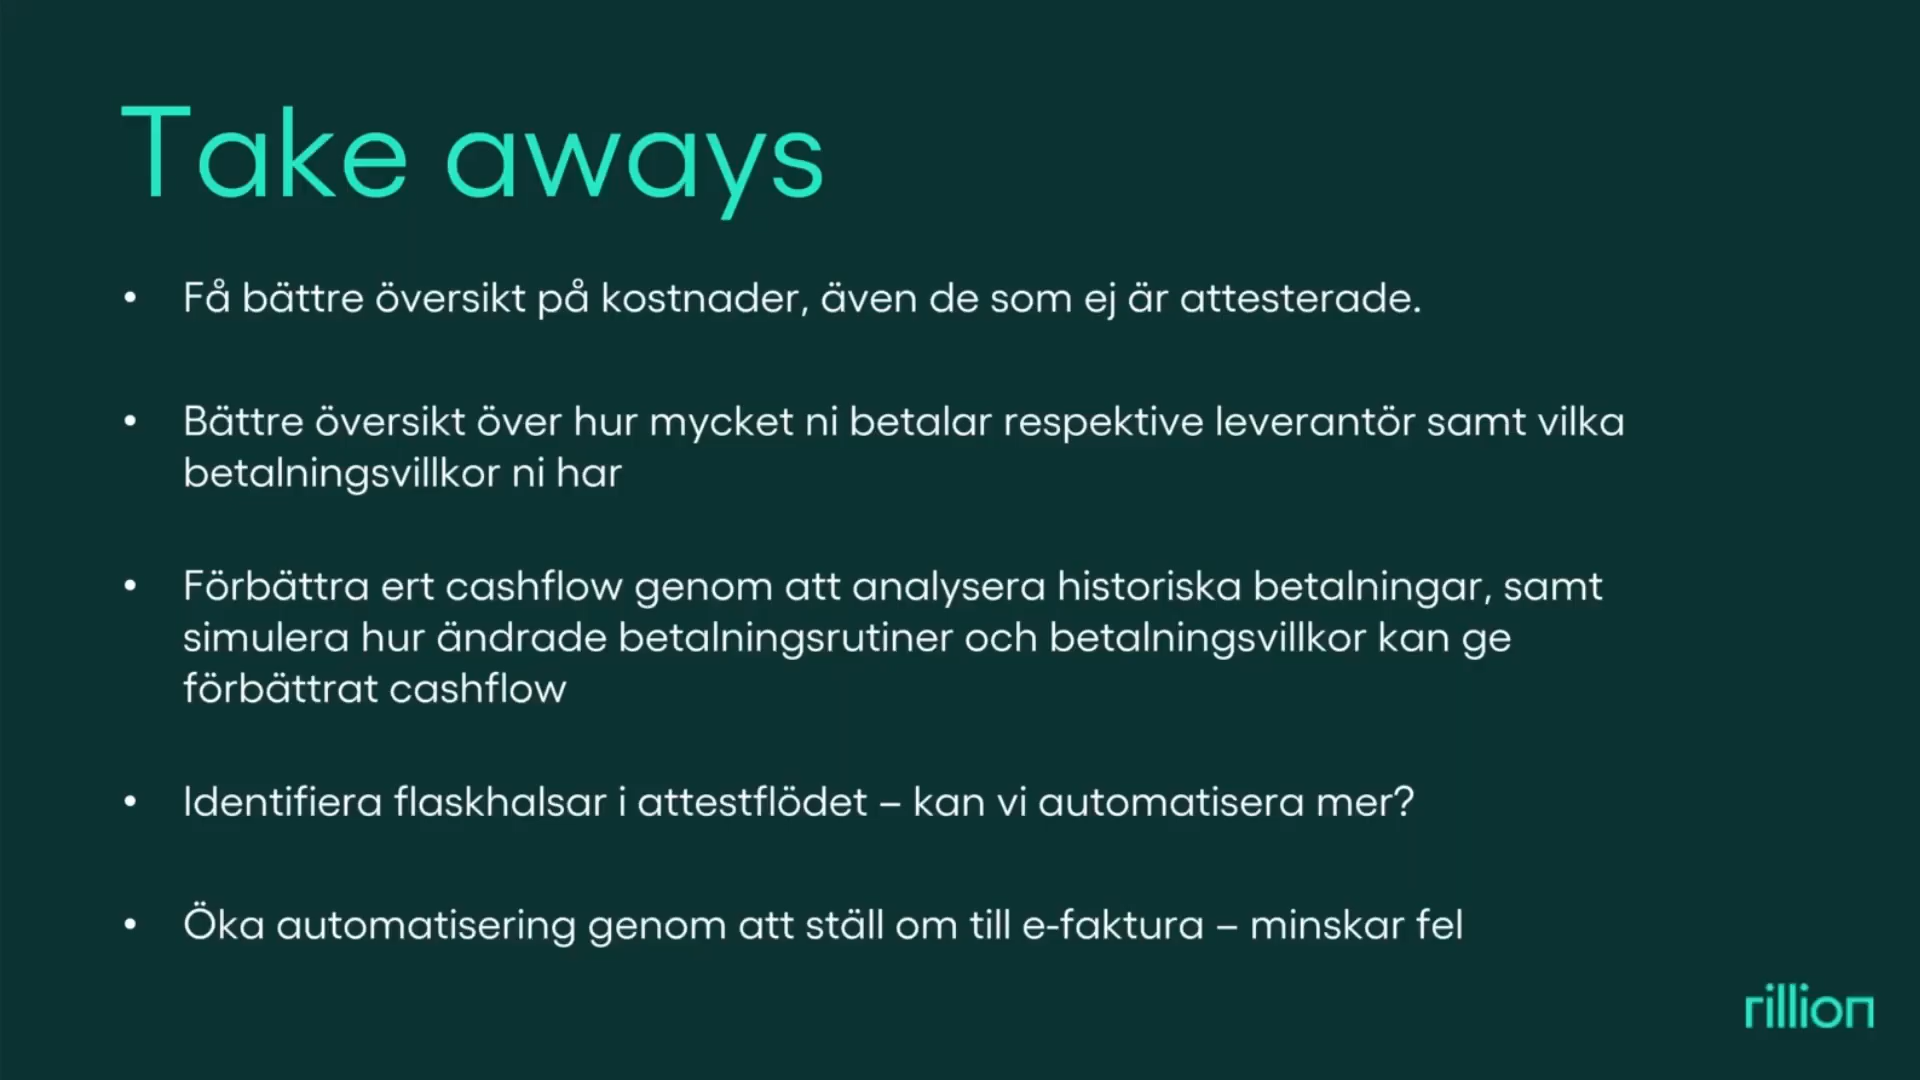 Take aways
• Få bättre översikt på kostnader, även de som ej är attesterade.
• Bättre översikt över hur mycket ni betalar respektive leverantör samt vilka
betalningsvillkor ni har
• Förbättra ert cashflow genom att analysera historiska betalningar, samt
simulera hur ändrade betalningsrutiner och betalningsvillkor kan ge
förbättrat cashflow
• Identifiera flaskhalsar i attestflödet – kan vi automatisera mer?
• Öka automatisering genom att ställ om till e-faktura – minskar fel
rillion